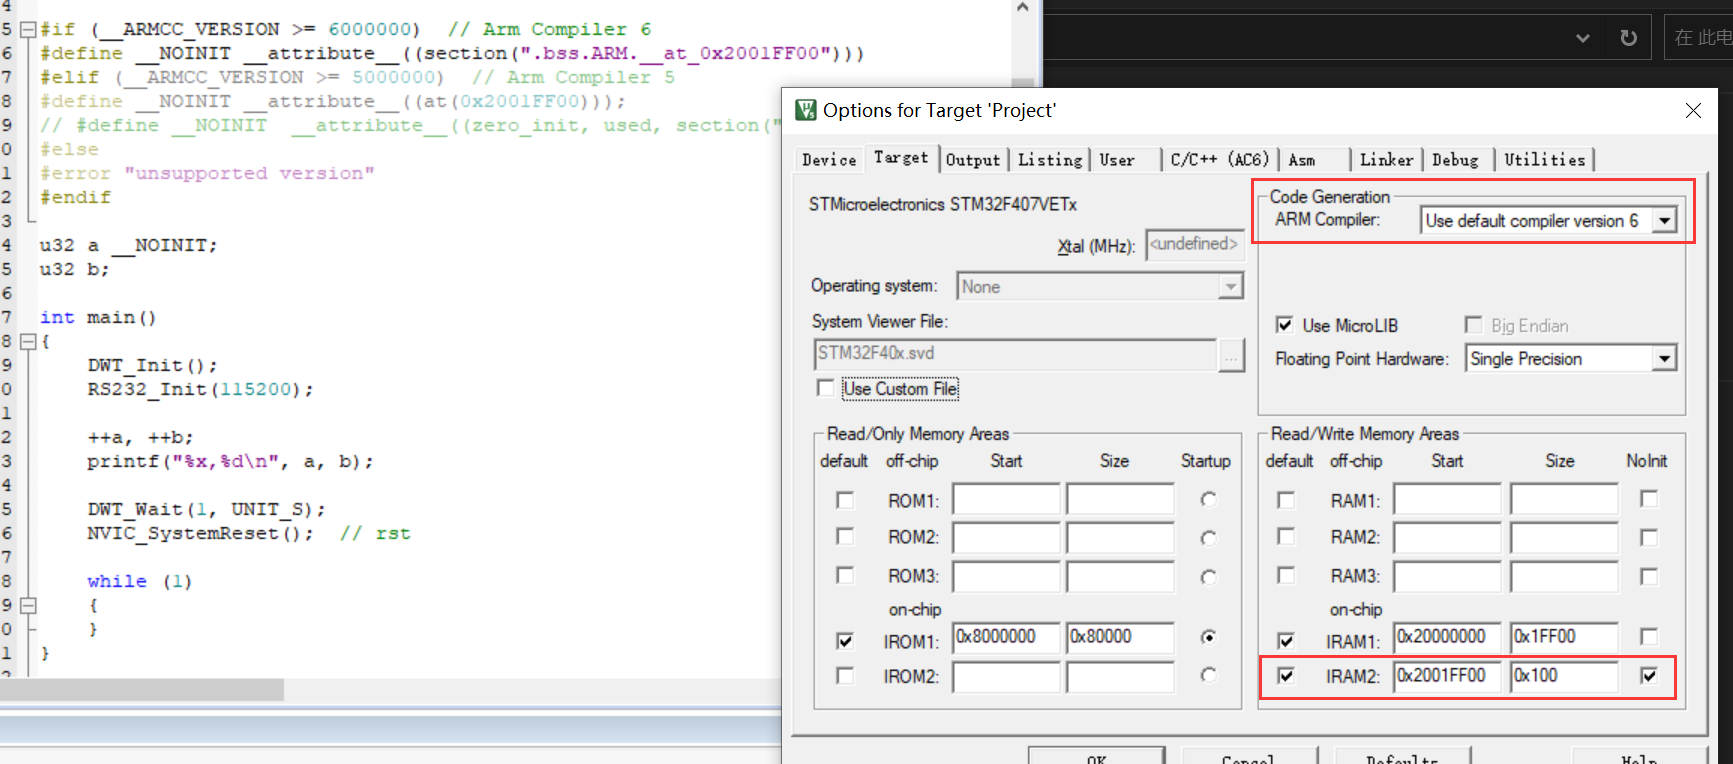 4
5 #if (__ARMCC_VERSION >= 6000000)  // Arm Compiler 6
6 #define __NOINIT __attribute__((section(".bss.ARM.__at_0x2001FF00")))
7 #elif (__ARMCC_VERSION >= 5000000)  // Arm Compiler 5
8 #define __NOINIT __attribute__((at(0x2001FF00)));
9 // #define __NOINIT  __attribute__((zero_init, used, section("
0 #else
1 #error "unsupported version"
2 #endif
3
4 u32 a __NOINIT;
5 u32 b;
6
7 int main()
8 {
9 DWT_Init();
0 RS232_Init(115200);
1
2 ++a, ++b;
3 printf("%x,%d\n", a, b);
4
5 DWT_Wait(1, UNIT_S);
6 NVIC_SystemReset();  // rst
7
8 while (1)
9 {
0 }
1 }
在 此电
Options for Target 'Project'
Device Target Output Listing User C/C++ (AC6) Asm Linker Debug Utilities
STMicroelectronics STM32F407VETx
Xtal (MHz): <undefined>
Operating system: None
System Viewer File:
STM32F40x.svd ...
Use Custom File
Code Generation
ARM Compiler: Use default compiler version 6
Use MicroLIB Big Endian
Floating Point Hardware: Single Precision
Read/Only Memory Areas
default off-chip Start Size Startup
ROM1:
ROM2:
ROM3:
on-chip
IROM1: 0x8000000 0x80000
IROM2:
Read/Write Memory Areas
default off-chip Start Size NoInit
RAM1:
RAM2:
RAM3:
on-chip
IRAM1: 0x20000000 0x1FF00
IRAM2: 0x2001FF00 0x100
OK Cancel Defaults Help